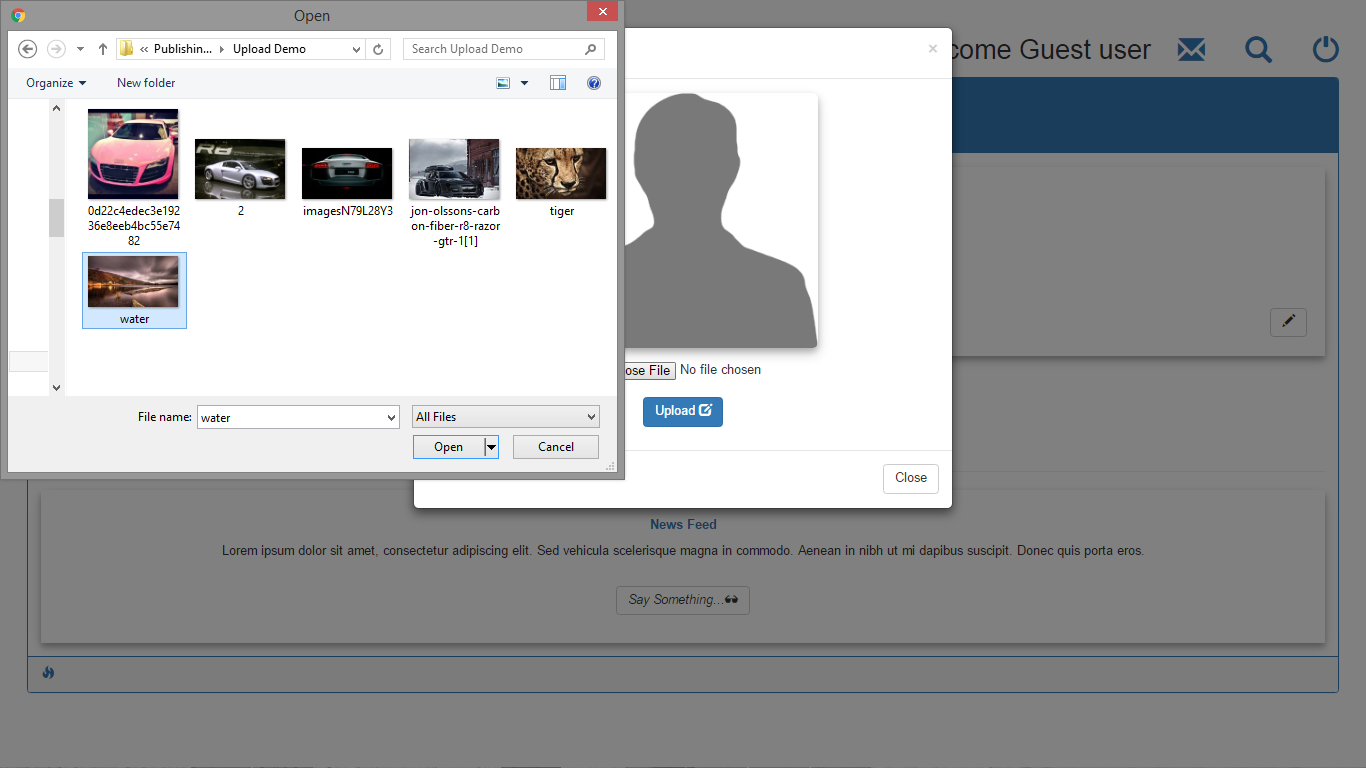 Open
Publishin...
Upload Demo
Search Upload Demo
Organize
New folder
R8
0d22c4edec3e192
36e8eeb4bc55e74
82
2
imagesN79L28Y3
jon-olssons-carb
on-fiber-r8-razor
-gtr-1[1]
tiger
water
File name:
water
All Files
Open
Cancel
come Guest user
×
ose File No file chosen
Upload
Close
News Feed
Lorem ipsum dolor sit amet, consectetur adipiscing elit. Sed vehicula scelerisque magna in commodo. Aenean in nibh ut mi dapibus suscipit. Donec quis porta eros.
Say Something...